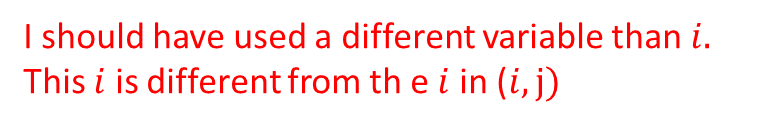 I should have used a different variable than i.
This i is different from th e i in (i, j)